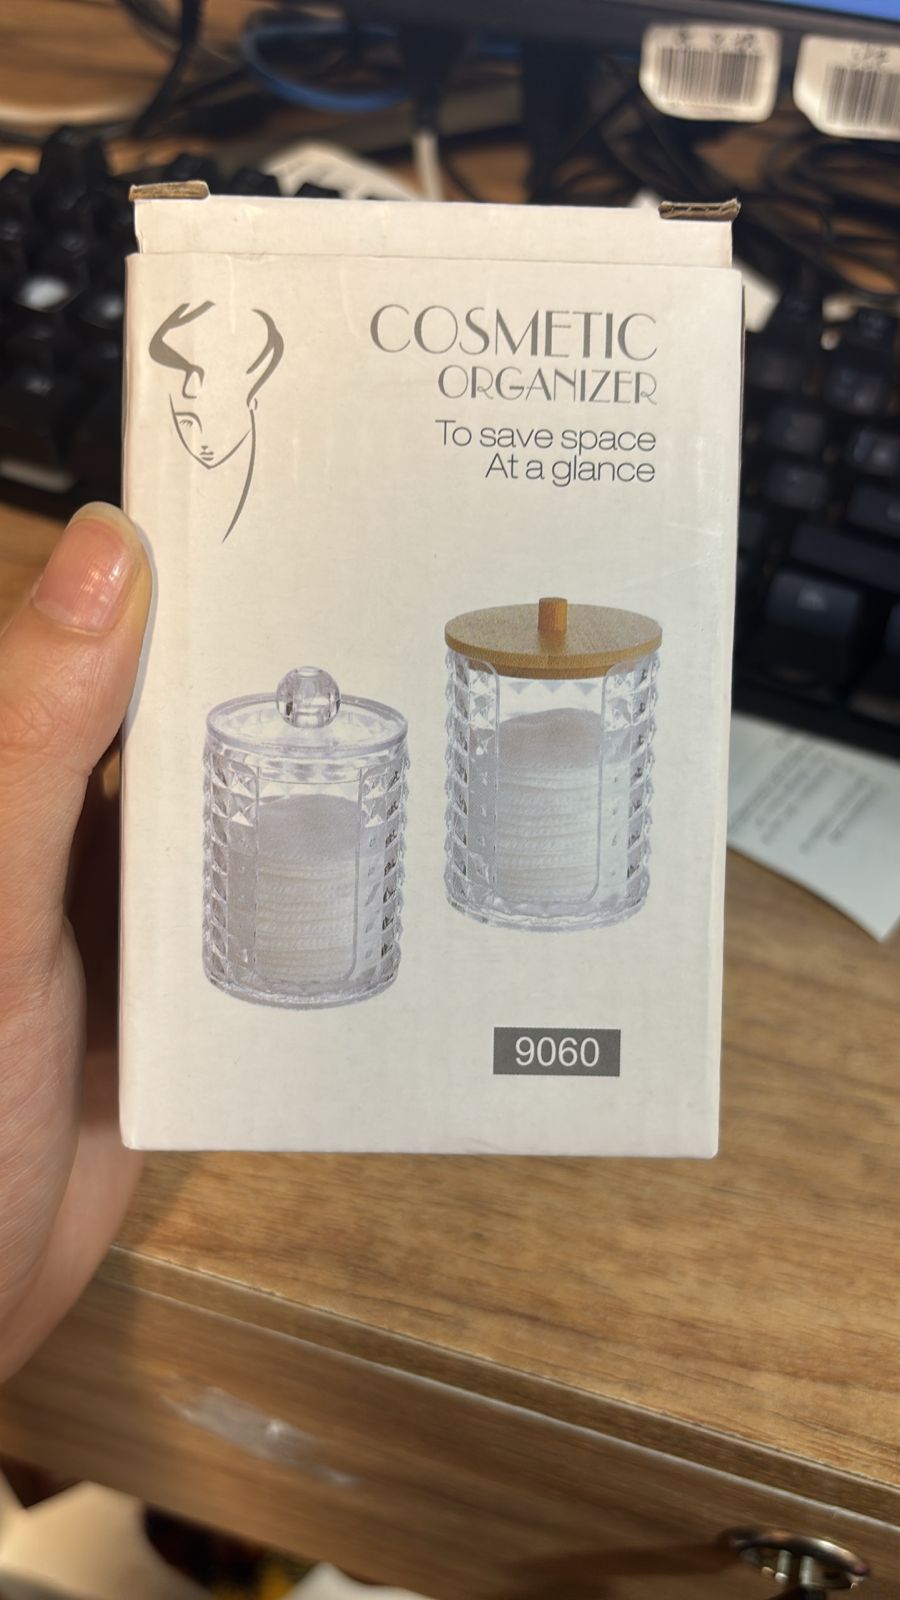 COSMETIC
ORGANIZER
To save space
At a glance
9060